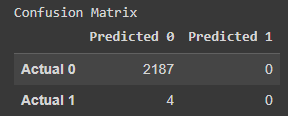 Confusion Matrix
Predicted 0 Predicted 1
Actual 0 2187 0
Actual 1 4 0